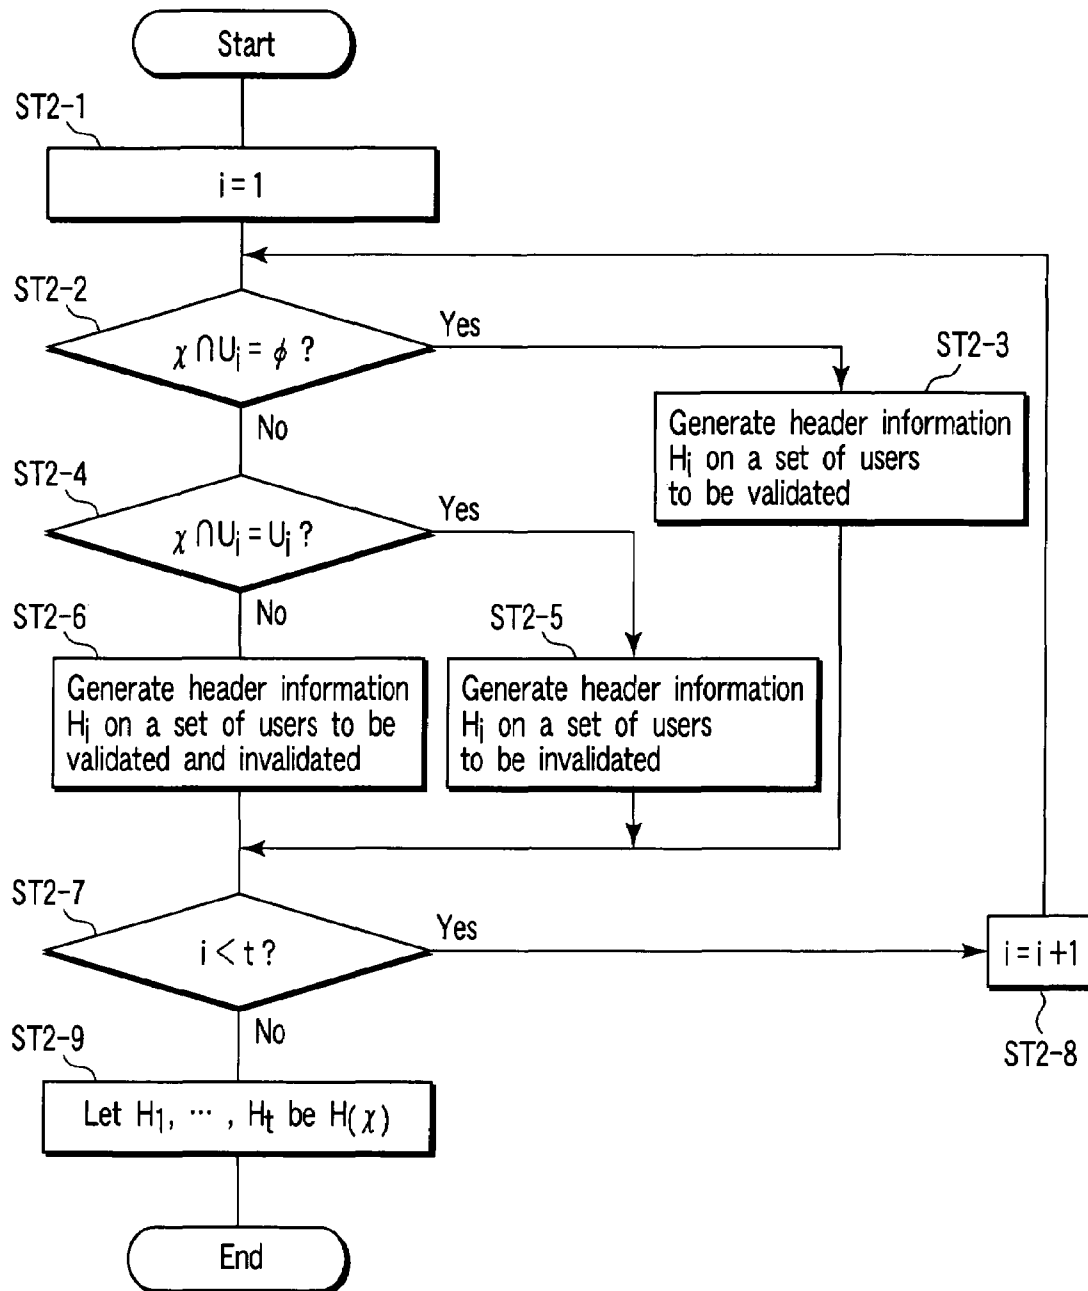 Start
ST2-1
i = 1
ST2-2
χ ∩ Ui = ϕ ?
Yes
No
ST2-3
Generate header information
Hi on a set of users
to be validated
ST2-4
χ ∩ Ui = Ui ?
Yes
No
ST2-6
Generate header information
Hi on a set of users to be
validated and invalidated
ST2-5
Generate header information
Hi on a set of users
to be invalidated
ST2-7
i < t ?
Yes
No
i = i +1
ST2-8
ST2-9
Let H1, ··· , Ht be H(χ)
End